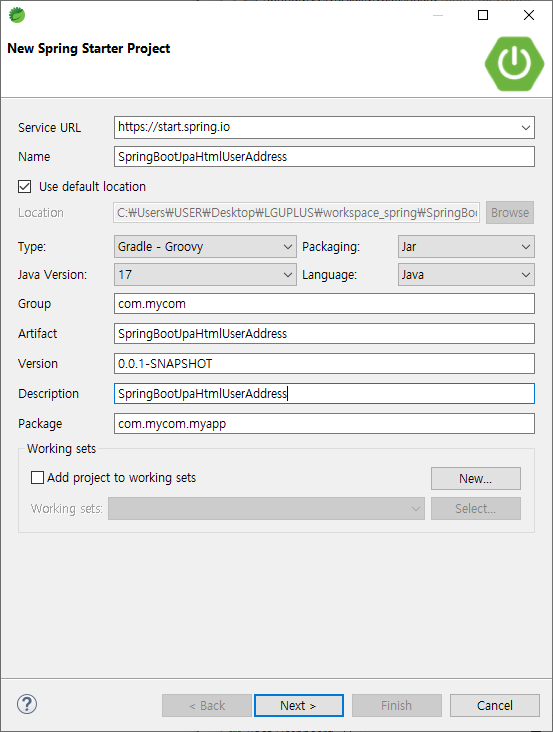 New Spring Starter Project
Service URL https://start.spring.io
Name SpringBootJpaHtmlUserAddress
Use default location
Location C:₩Users₩USER₩Desktop₩LGUPLUS₩workspace_spring₩SpringBoo Browse
Type: Gradle - Groovy Packaging: Jar
Java Version: 17 Language: Java
Group com.mycom
Artifact SpringBootJpaHtmlUserAddress
Version 0.0.1-SNAPSHOT
Description SpringBootJpaHtmlUserAddress
Package com.mycom.myapp
Working sets
Add project to working sets New...
Working sets: Select...
? < Back Next > Finish Cancel